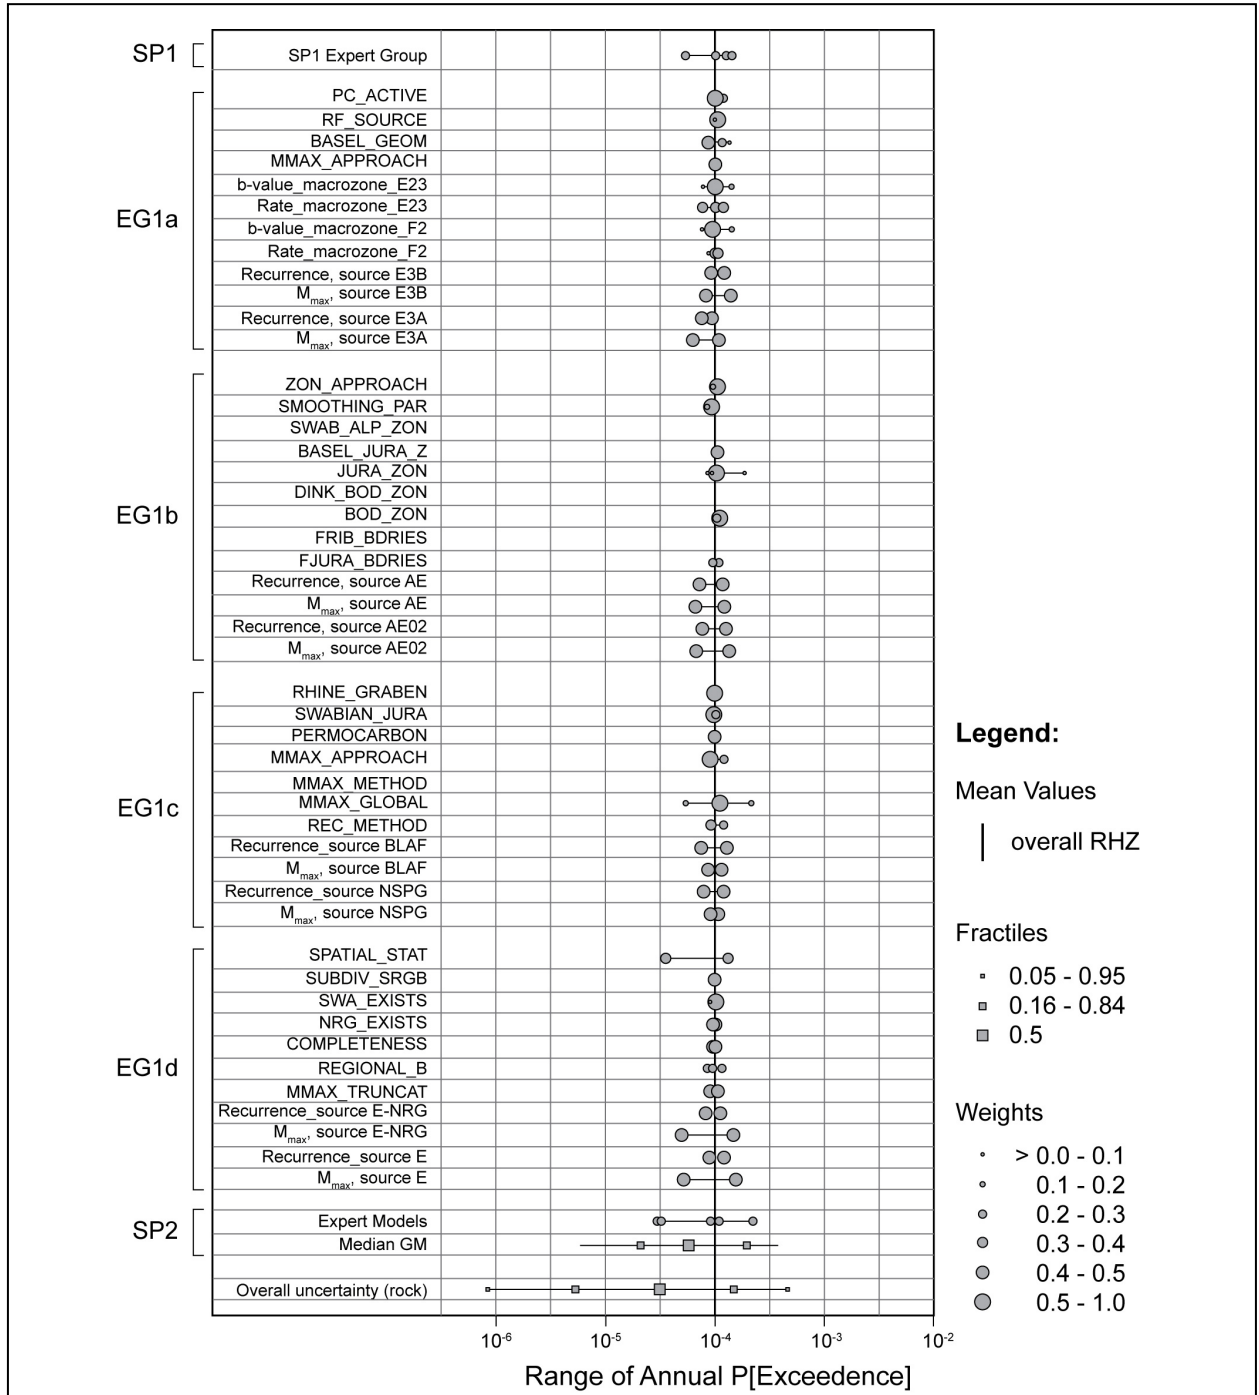 SP1
SP1 Expert Group
EG1a
PC_ACTIVE
RF_SOURCE
BASEL_GEOM
MMAX_APPROACH
b-value_macrozone_E23
Rate_macrozone_E23
b-value_macrozone_F2
Rate_macrozone_F2
Recurrence, source E3B
Mmax, source E3B
Recurrence, source E3A
Mmax, source E3A
EG1b
ZON_APPROACH
SMOOTHING_PAR
SWAB_ALP_ZON
BASEL_JURA_Z
JURA_ZON
DINK_BOD_ZON
BOD_ZON
FRIB_BDRIES
FJURA_BDRIES
Recurrence, source AE
Mmax, source AE
Recurrence, source AE02
Mmax, source AE02
EG1c
RHINE_GRABEN
SWABIAN_JURA
PERMOCARBON
MMAX_APPROACH
MMAX_METHOD
MMAX_GLOBAL
REC_METHOD
Recurrence_source BLAF
Mmax, source BLAF
Recurrence_source NSPG
Mmax, source NSPG
EG1d
SPATIAL_STAT
SUBDIV_SRGB
SWA_EXISTS
NRG_EXISTS
COMPLETENESS
REGIONAL_B
MMAX_TRUNCAT
Recurrence_source E-NRG
Mmax, source E-NRG
Recurrence_source E
Mmax, source E
SP2
Expert Models
Median GM
Overall uncertainty (rock)
10-6 10-5 10-4 10-3 10-2
Range of Annual P[Exceedence]
Legend:
Mean Values
overall RHZ
Fractiles
0.05 - 0.95
0.16 - 0.84
0.5
Weights
> 0.0 - 0.1
0.1 - 0.2
0.2 - 0.3
0.3 - 0.4
0.4 - 0.5
0.5 - 1.0